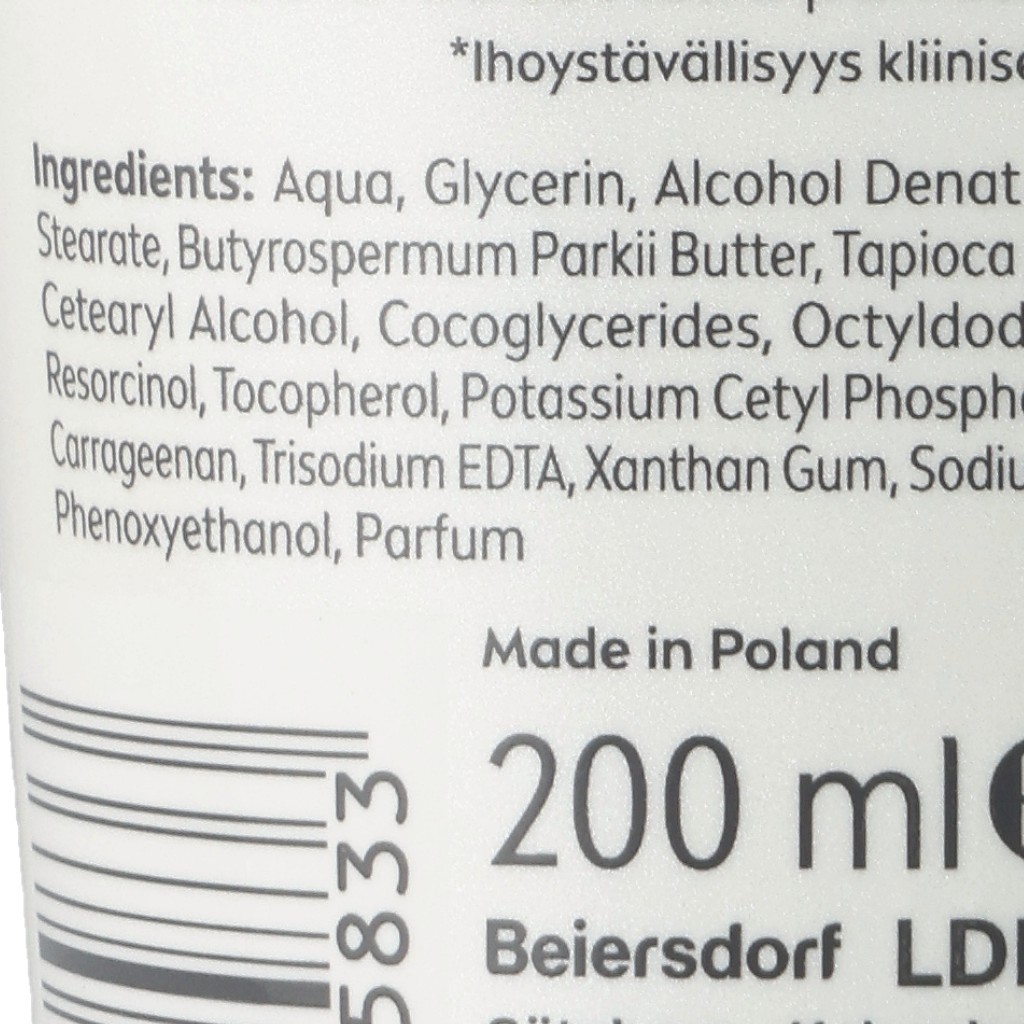 *Ihoystävällisyys kliinis
Ingredients: Aqua, Glycerin, Alcohol Denat
Stearate, Butyrospermum Parkii Butter, Tapioca
Cetearyl Alcohol, Cocoglycerides, Octyldod
Resorcinol, Tocopherol, Potassium Cetyl Phosph
Carrageenan, Trisodium EDTA, Xanthan Gum, Sodiu
Phenoxyethanol, Parfum
Made in Poland
200 ml
5833
Beiersdorf LD